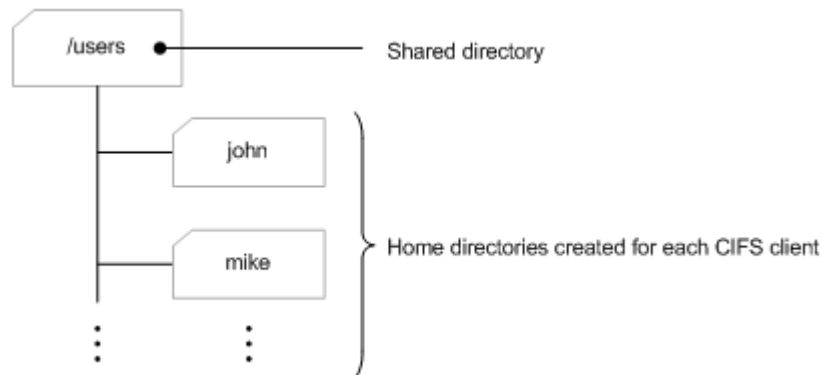 /users
Shared directory
john
Home directories created for each CIFS client
mike